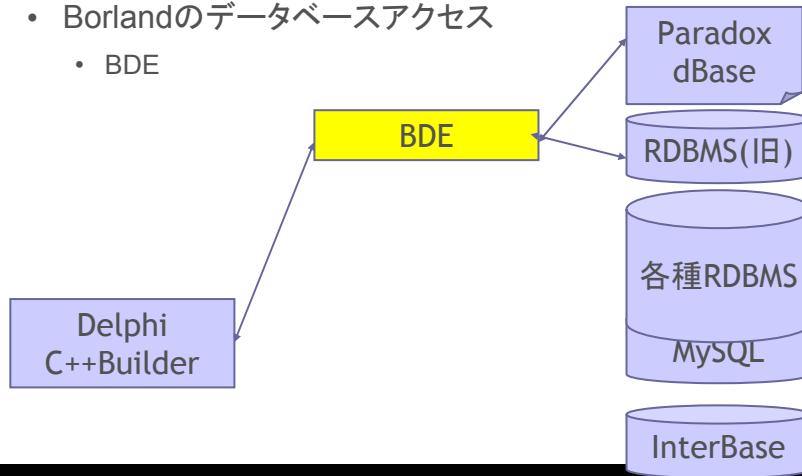 • Borlandのデータベースアクセス
• BDE
Paradox
dBase
BDE
RDBMS(旧)
各種RDBMS
MySQL
Delphi
C++Builder
InterBase